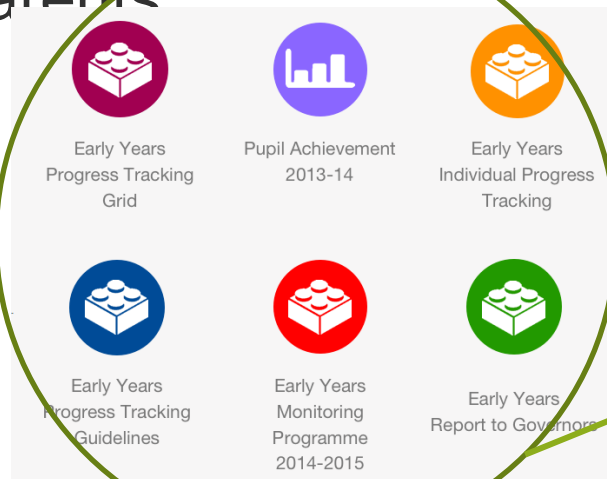 Early Years
Progress Tracking
Grid
Pupil Achievement
2013-14
Early Years
Individual Progress
Tracking
Early Years
Progress Tracking
Guidelines
Early Years
Monitoring
Programme
2014-2015
Early Years
Report to Governors